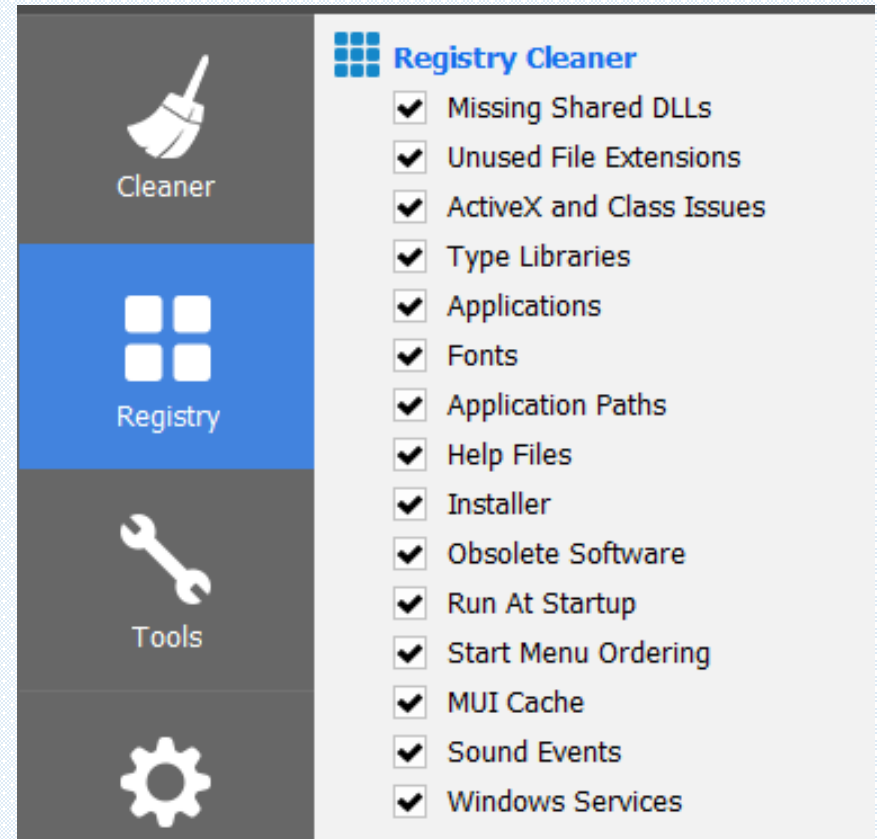 Cleaner
Registry
Tools
Registry Cleaner
Missing Shared DLLs
Unused File Extensions
ActiveX and Class Issues
Type Libraries
Applications
Fonts
Application Paths
Help Files
Installer
Obsolete Software
Run At Startup
Start Menu Ordering
MUI Cache
Sound Events
Windows Services